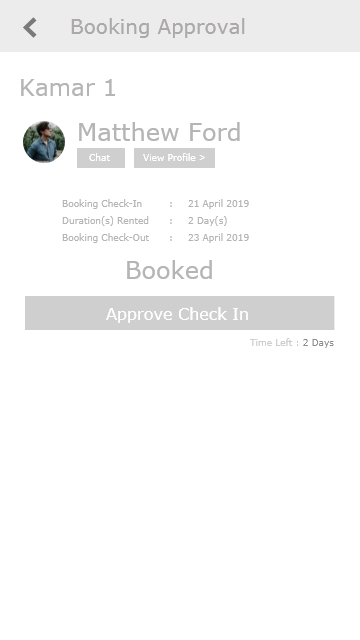 Booking Approval
Kamar 1
Matthew Ford
Chat View Profile >
Booking Check-In : 21 April 2019
Duration(s) Rented : 2 Day(s)
Booking Check-Out : 23 April 2019
Booked
Approve Check In
Time Left : 2 Days